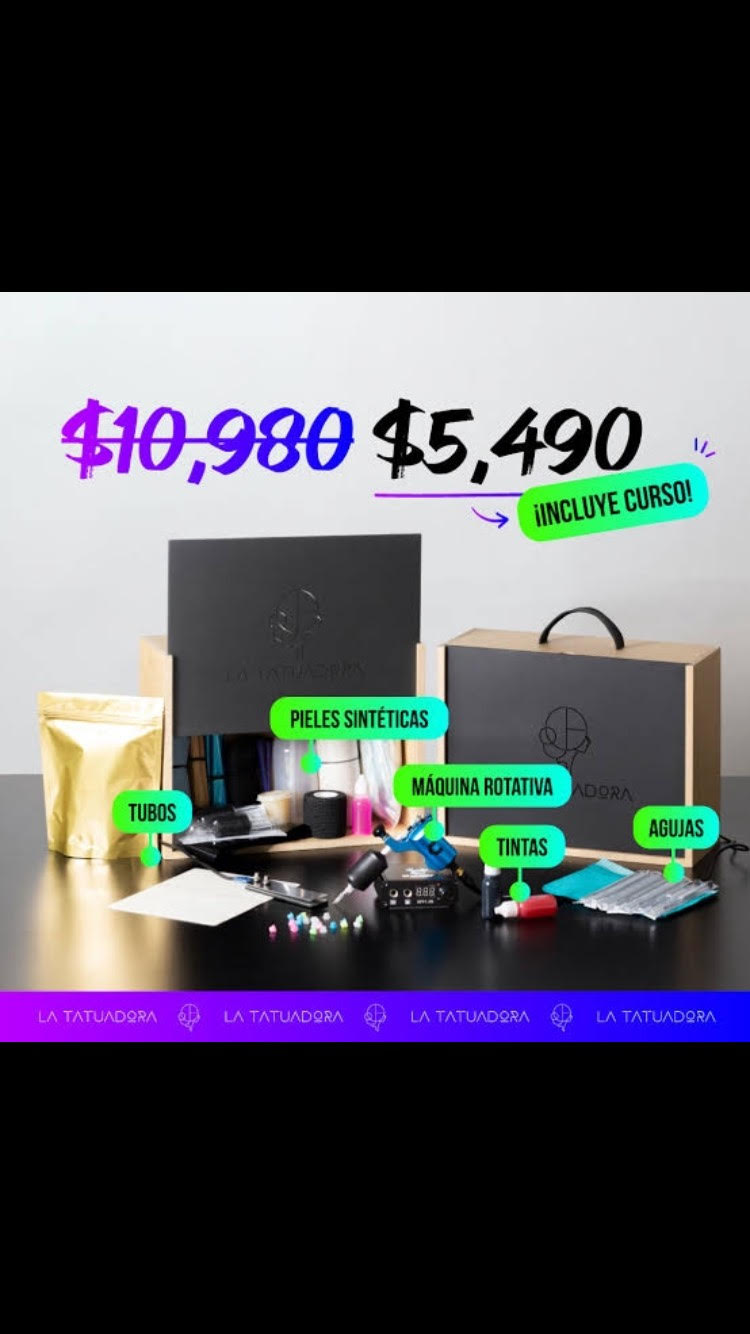 $10,980 $5,490
¡INCLUYE CURSO!
LA TATUADORA
PIELES SINTÉTICAS
MÁQUINA ROTATIVA
TUBOS
TINTAS
AGUJAS
LA TATUADORA LA TATUADORA LA TATUADORA LA TATUADORA